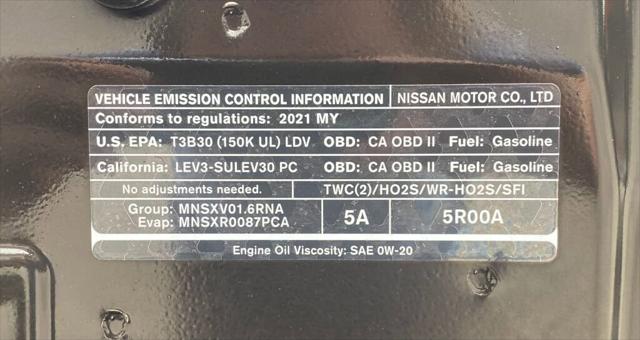 VEHICLE EMISSION CONTROL INFORMATION NISSAN MOTOR CO., LTD
Conforms to regulations: 2021 MY
U.S. EPA: T3B30 (150K UL) LDV OBD: CA OBD II Fuel: Gasoline
California: LEV3-SULEV30 PC OBD: CA OBD II Fuel: Gasoline
No adjustments needed. TWC(2)/HO2S/WR-HO2S/SFI
Group: MNSXV01.6RNA
Evap: MNSXR0087PCA
5A 5R00A
Engine Oil Viscosity: SAE 0W-20